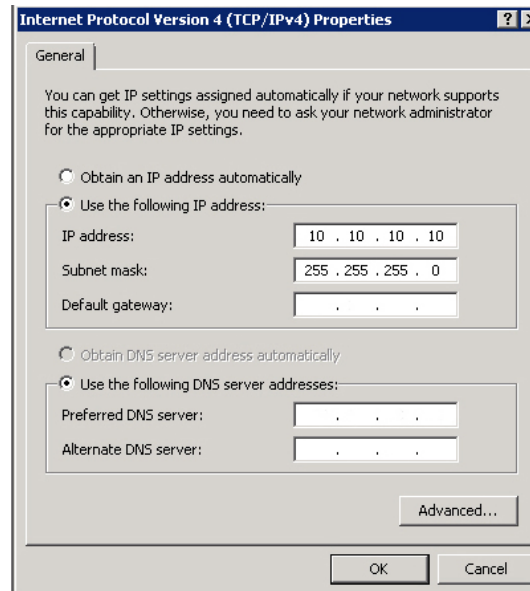 Internet Protocol Version 4 (TCP/IPv4) Properties
General
You can get IP settings assigned automatically if your network supports
this capability. Otherwise, you need to ask your network administrator
for the appropriate IP settings.
Obtain an IP address automatically
Use the following IP address:
IP address: 10 . 10 . 10 . 10
Subnet mask: 255 . 255 . 255 . 0
Default gateway: . . .
Obtain DNS server address automatically
Use the following DNS server addresses:
Preferred DNS server: . . .
Alternate DNS server: . . .
Advanced...
OK Cancel